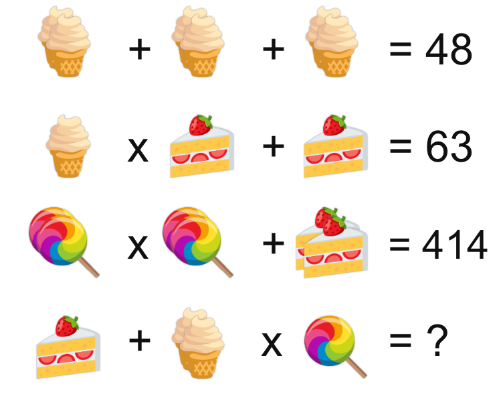 + + = 48
x + = 63
x + = 414
+ x = ?